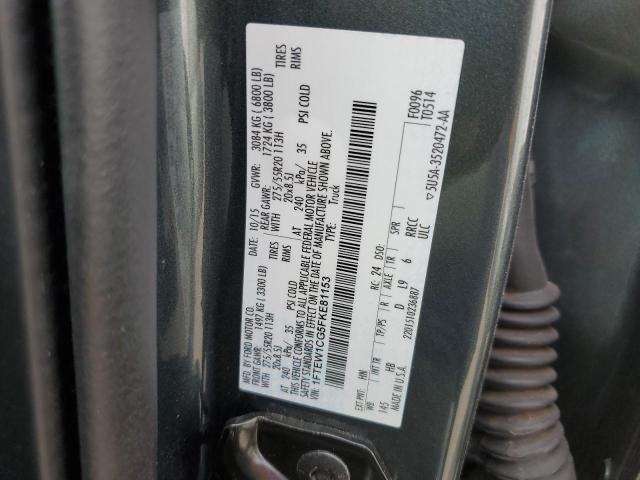 MFD. BY FORD MOTOR CO.
DATE: 10/15 GVWR: 3084 KG ( 6800 LB)
FRONT GAWR: 1497 KG ( 3300 LB) REAR GAWR: 1724 KG ( 3800 LB)
WITH 275/55R20 113H TIRES WITH 275/55R20 113H TIRES
20x8.5J RIMS 20x8.5J RIMS
AT 240 kPa/ 35 PSI COLD AT 240 kPa/ 35 PSI COLD
THIS VEHICLE CONFORMS TO ALL APPLICABLE FEDERAL MOTOR VEHICLE
SAFETY STANDARDS IN EFFECT ON THE DATE OF MANUFACTURE SHOWN ABOVE.
VIN: 1FTEW1CG5FKE81153 TYPE: Truck
EXT PNT: HN RC: 24 DSO: F0096
WB INT TR TP/PS R AXLE TR SPR T0514
145 HB D L9 6 RRCC
MADE IN U.S.A. ULC
2201510236887 5U5A-3520472-AA